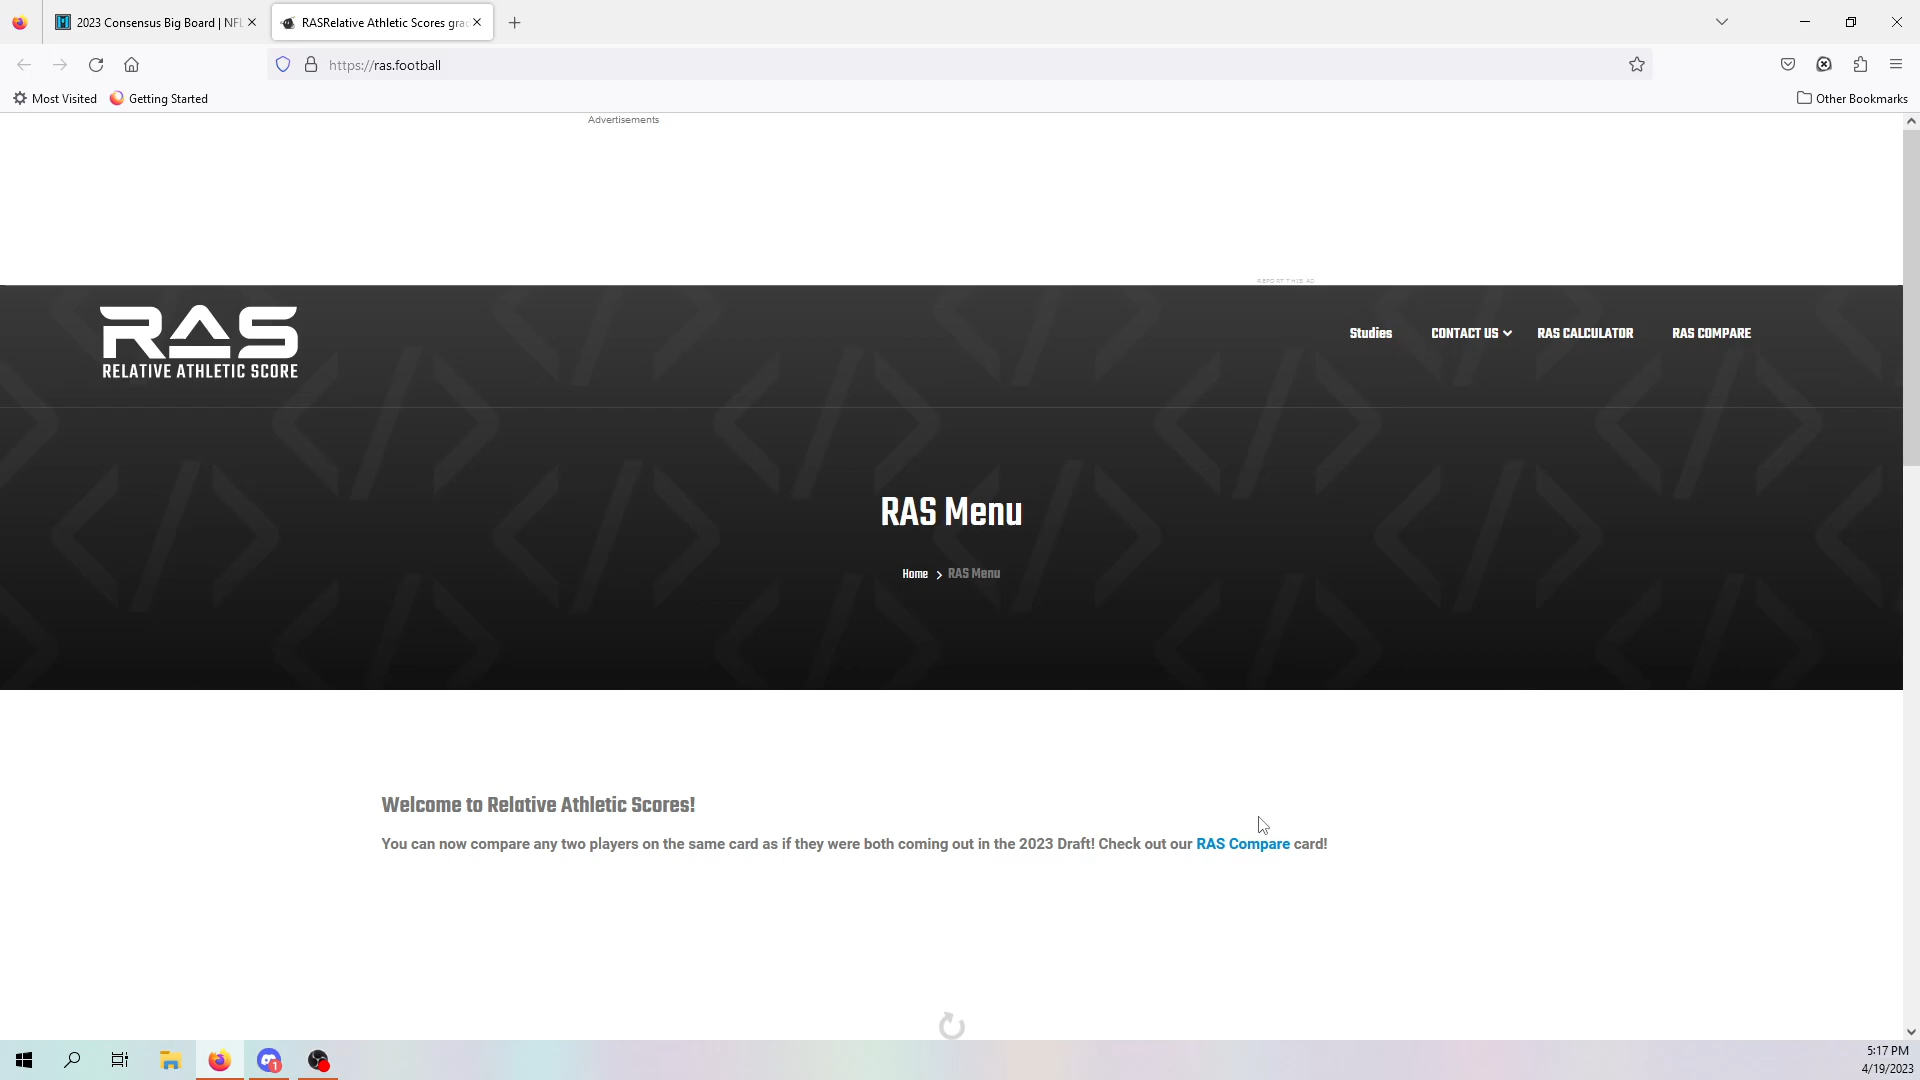 2023 Consensus Big Board | NFL
RASRelative Athletic Scores grad
https://ras.football
Most Visited
Getting Started
Other Bookmarks
Advertisements
REPORT THIS AD
RAS
RELATIVE ATHLETIC SCORE
Studies
CONTACT US
RAS CALCULATOR
RAS COMPARE
RAS Menu
Home
RAS Menu
Welcome to Relative Athletic Scores!
You can now compare any two players on the same card as if they were both coming out in the 2023 Draft! Check out our RAS Compare card!
1
5:17 PM
4/19/2023